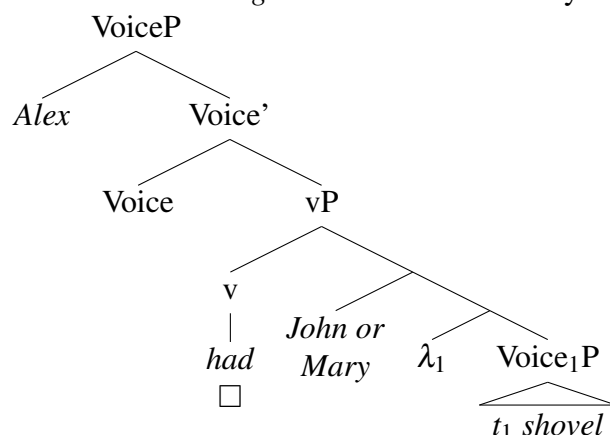 VoiceP
Alex Voice’
Voice vP
v
had
□
John or
Mary
λ1 Voice1P
t1 shovel